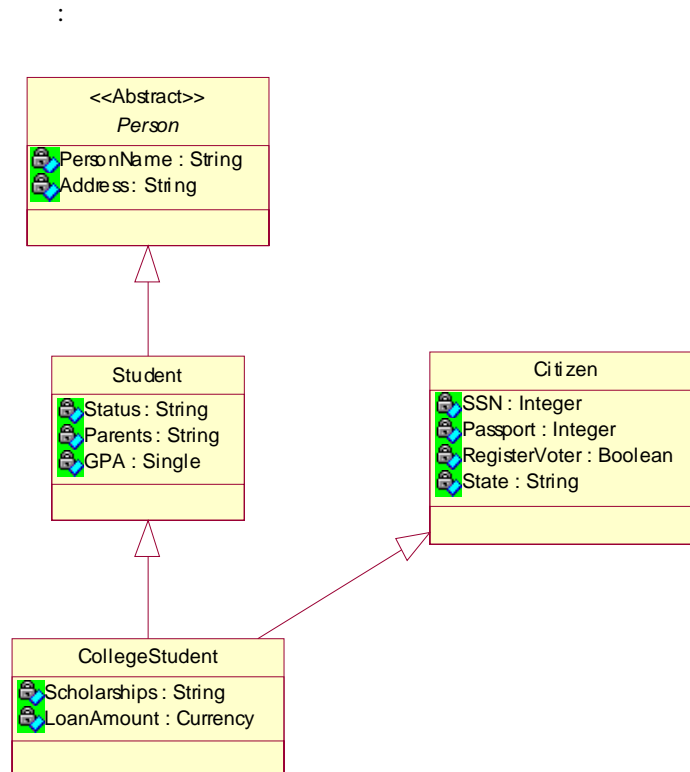 :
<<Abstract>>
Person
PersonName : String
Address : String
Student
Status : String
Parents : String
GPA : Single
Citizen
SSN : Integer
Passport : Integer
RegisterVoter : Boolean
State : String
CollegeStudent
Scholarships : String
LoanAmount : Currency